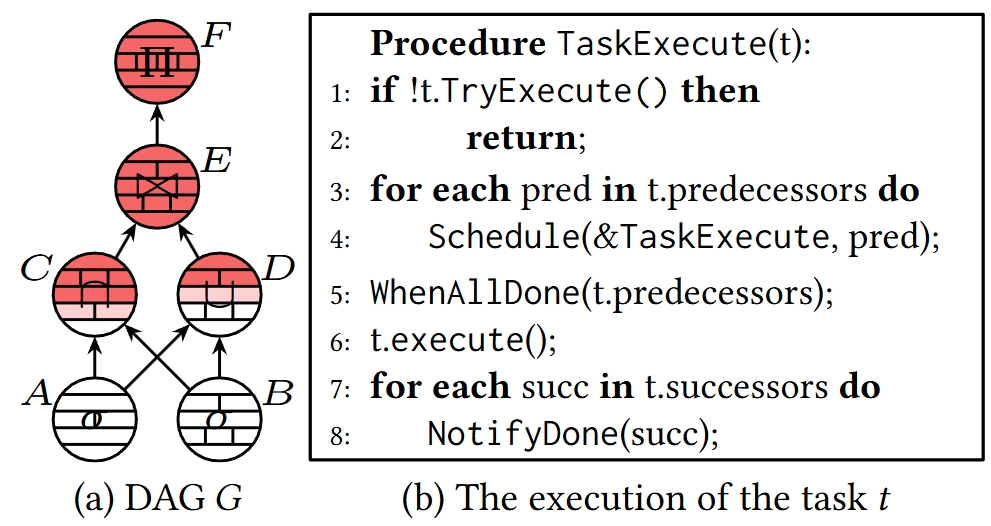 F
Π
E
⋈
C
D
∩
∪
A
B
σ
σ
(a) DAG G
Procedure TaskExecute(t):
1: if !t.TryExecute() then
2: return;
3: for each pred in t.predecessors do
4: Schedule(&TaskExecute, pred);
5: WhenAllDone(t.predecessors);
6: t.execute();
7: for each succ in t.successors do
8: NotifyDone(succ);
(b) The execution of the task t